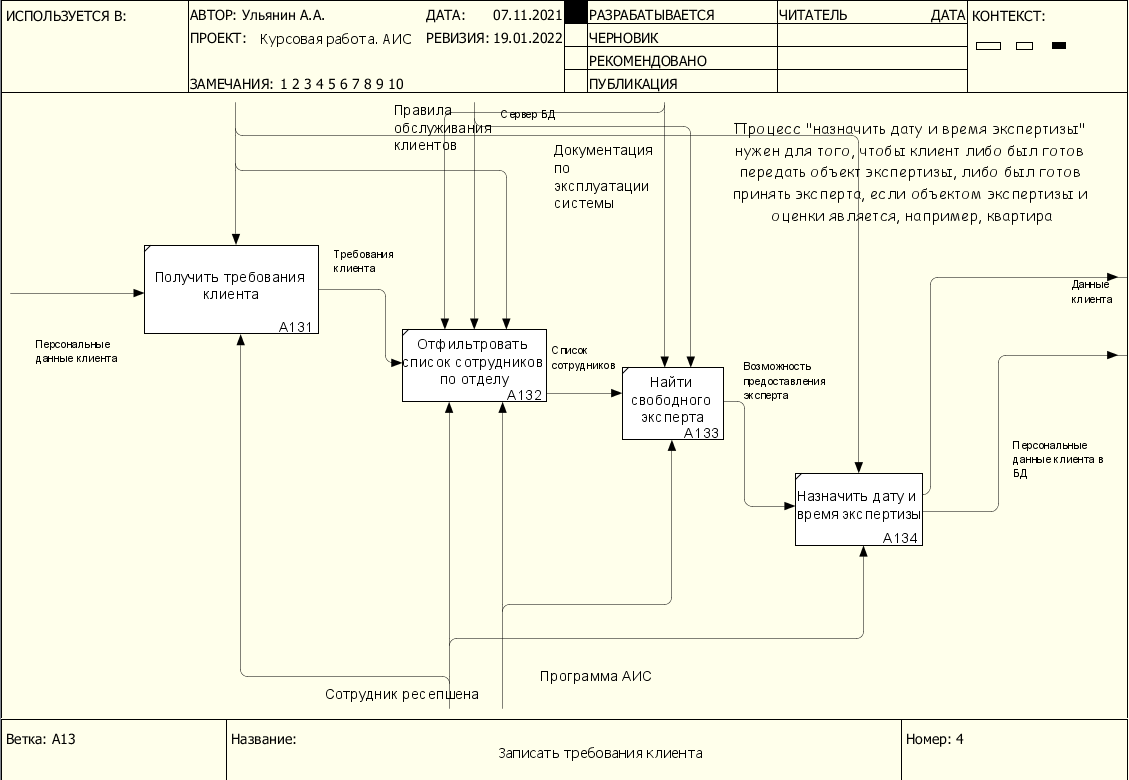 ИСПОЛЬЗУЕТСЯ В:
АВТОР: Ульянин А.А.
ДАТА: 07.11.2021
РАЗРАБАТЫВАЕТСЯ
ЧИТАТЕЛЬ
ДАТА
КОНТЕКСТ:
ПРОЕКТ: Курсовая работа. АИС
РЕВИЗИЯ: 19.01.2022
ЧЕРНОВИК
РЕКОМЕНДОВАНО
ЗАМЕЧАНИЯ: 1 2 3 4 5 6 7 8 9 10
ПУБЛИКАЦИЯ
Правила
обслуживания
клиентов
Сервер БД
Документация
по
эксплуатации
системы
Процесс "назначить дату и время экспертизы"
нужен для того, чтобы клиент либо был готов
передать объект экспертизы, либо был готов
принять эксперта, если объектом экспертизы и
оценки является, например, квартира
Получить требования
клиента
A131
Требования
клиента
Персональные
данные клиента
Отфильтровать
список сотрудников
по отделу
A132
Список
сотрудников
Найти
свободного
эксперта
A133
Возможность
предоставления
эксперта
Назначить дату и
время экспертизы
A134
Данные
клиента
Персональные
данные клиента в
БД
Программа АИС
Сотрудник ресепшена
Ветка: A13
Название:
Записать требования клиента
Номер: 4